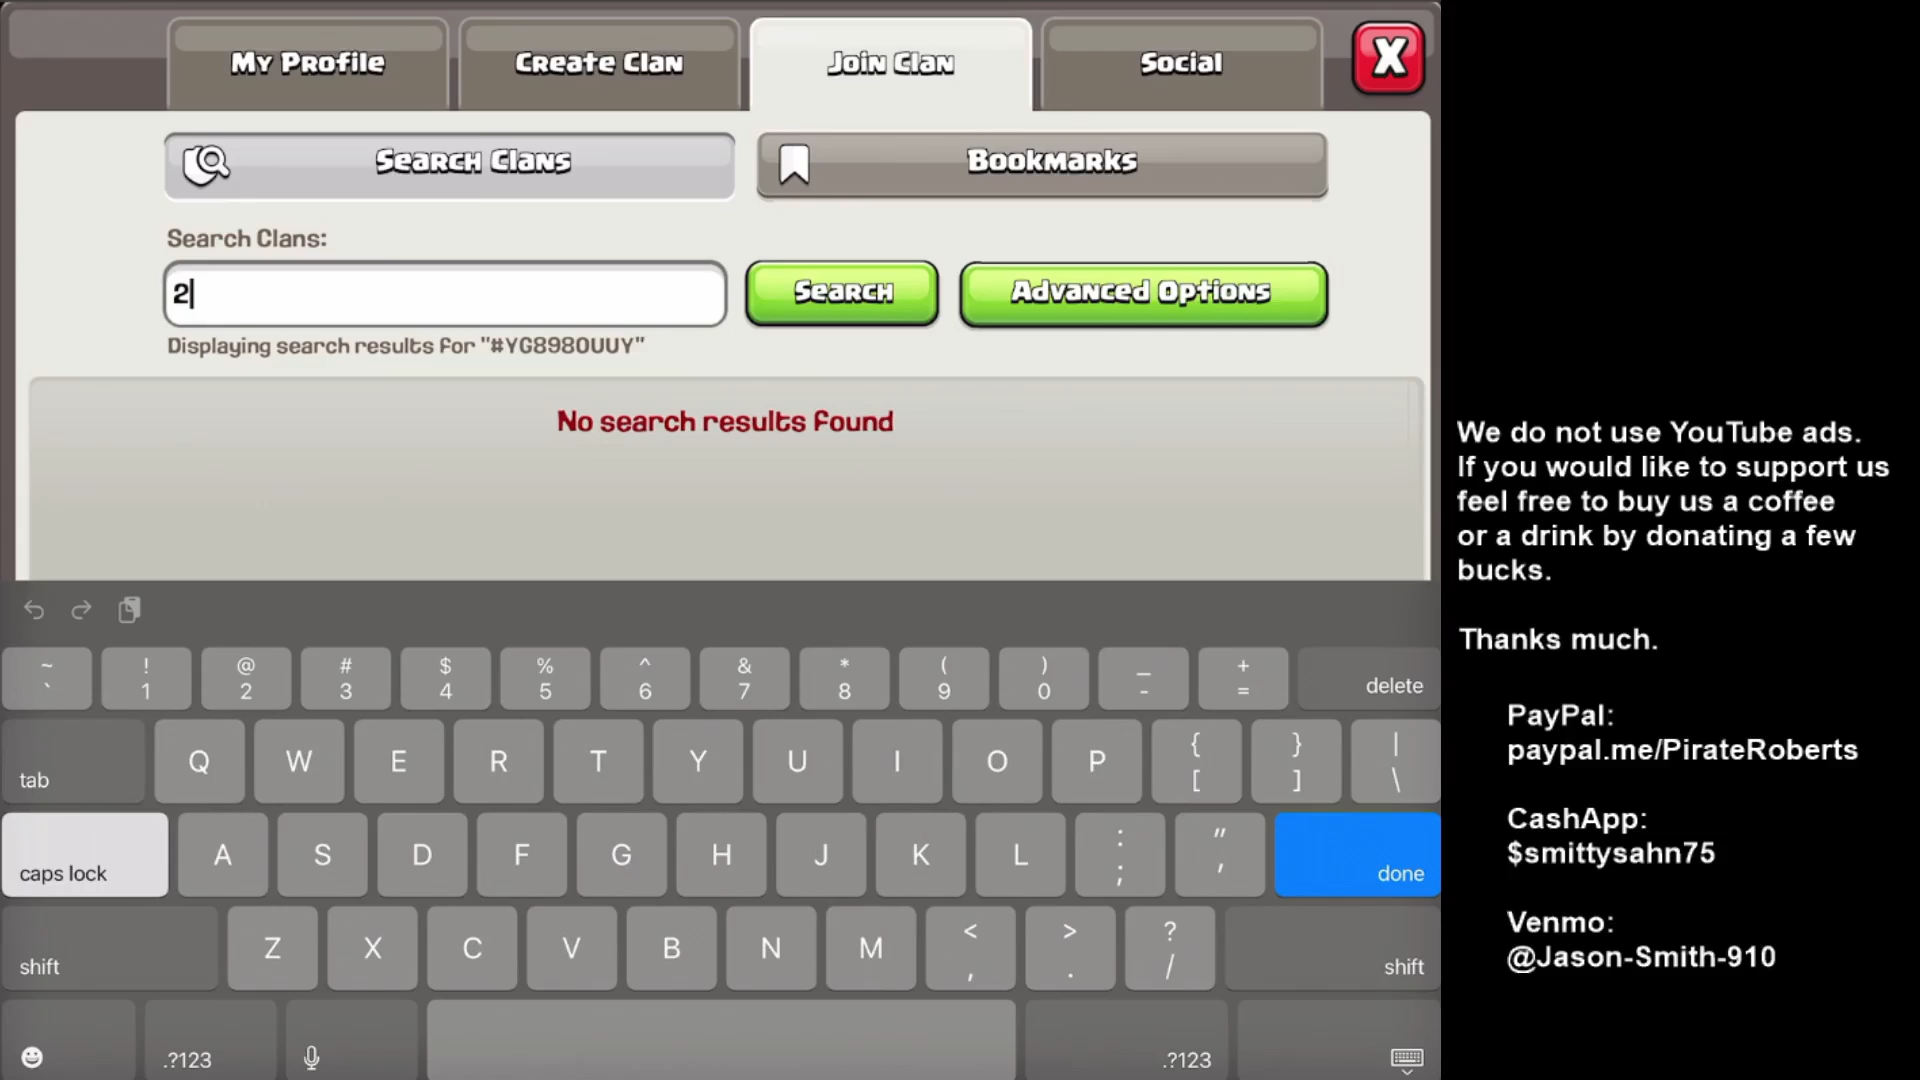 My Profile
Create Clan
Join Clan
Social
X
Search Clans
Bookmarks
Search Clans:
2
Search
Advanced Options
Displaying search results for "#YG8980UUY"
No search results found
~ ! @ # $ % ^ & * ( ) _ +
` 1 2 3 4 5 6 7 8 9 0 - = delete
tab Q W E R T Y U I O P { [ } ] | \
caps lock A S D F G H J K L : ; " ' done
shift Z X C V B N M < , > . ? / shift
.?123 .?123
We do not use YouTube ads.
If you would like to support us
feel free to buy us a coffee
or a drink by donating a few
bucks.
Thanks much.
PayPal:
paypal.me/PirateRoberts
CashApp:
$smittysahn75
Venmo:
@Jason-Smith-910